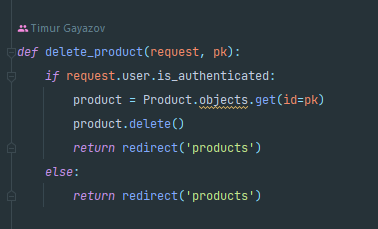 Timur Gayazov
def delete_product(request, pk):
    if request.user.is_authenticated:
        product = Product.objects.get(id=pk)
        product.delete()
        return redirect('products')
    else:
        return redirect('products')